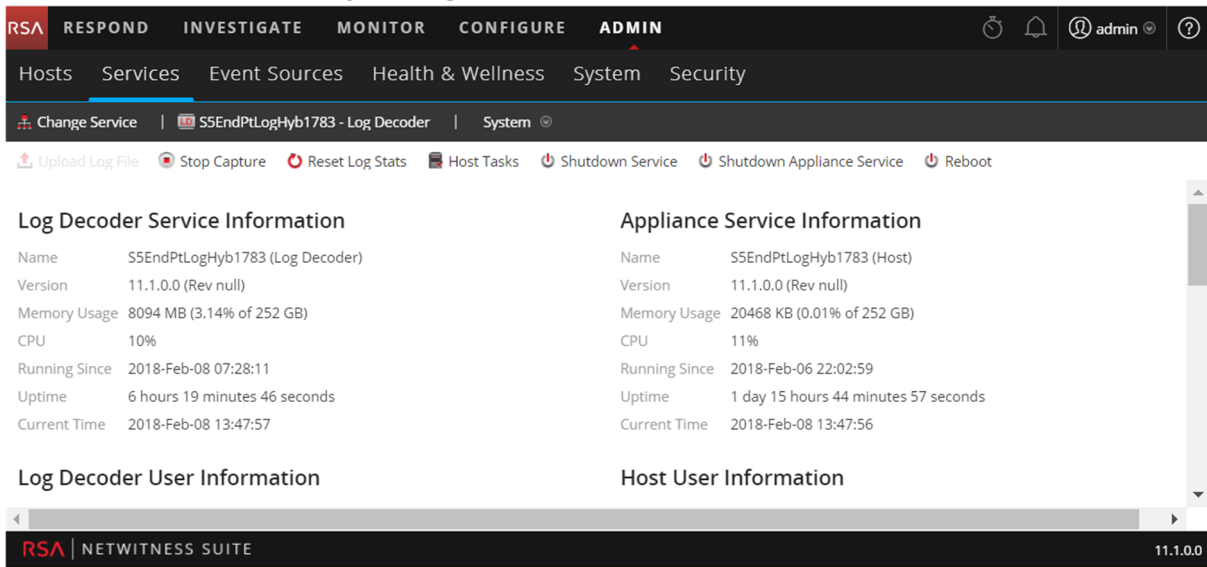 RSA RESPOND INVESTIGATE MONITOR CONFIGURE ADMIN admin ?
Hosts Services Event Sources Health & Wellness System Security
Change Service | LD S5EndPtLogHyb1783 - Log Decoder | System
Upload Log File Stop Capture Reset Log Stats Host Tasks Shutdown Service Shutdown Appliance Service Reboot
Log Decoder Service Information
Name S5EndPtLogHyb1783 (Log Decoder)
Version 11.1.0.0 (Rev null)
Memory Usage 8094 MB (3.14% of 252 GB)
CPU 10%
Running Since 2018-Feb-08 07:28:11
Uptime 6 hours 19 minutes 46 seconds
Current Time 2018-Feb-08 13:47:57
Appliance Service Information
Name S5EndPtLogHyb1783 (Host)
Version 11.1.0.0 (Rev null)
Memory Usage 20468 KB (0.01% of 252 GB)
CPU 11%
Running Since 2018-Feb-06 22:02:59
Uptime 1 day 15 hours 44 minutes 57 seconds
Current Time 2018-Feb-08 13:47:56
Log Decoder User Information
Host User Information
RSA | NETWITNESS SUITE 11.1.0.0